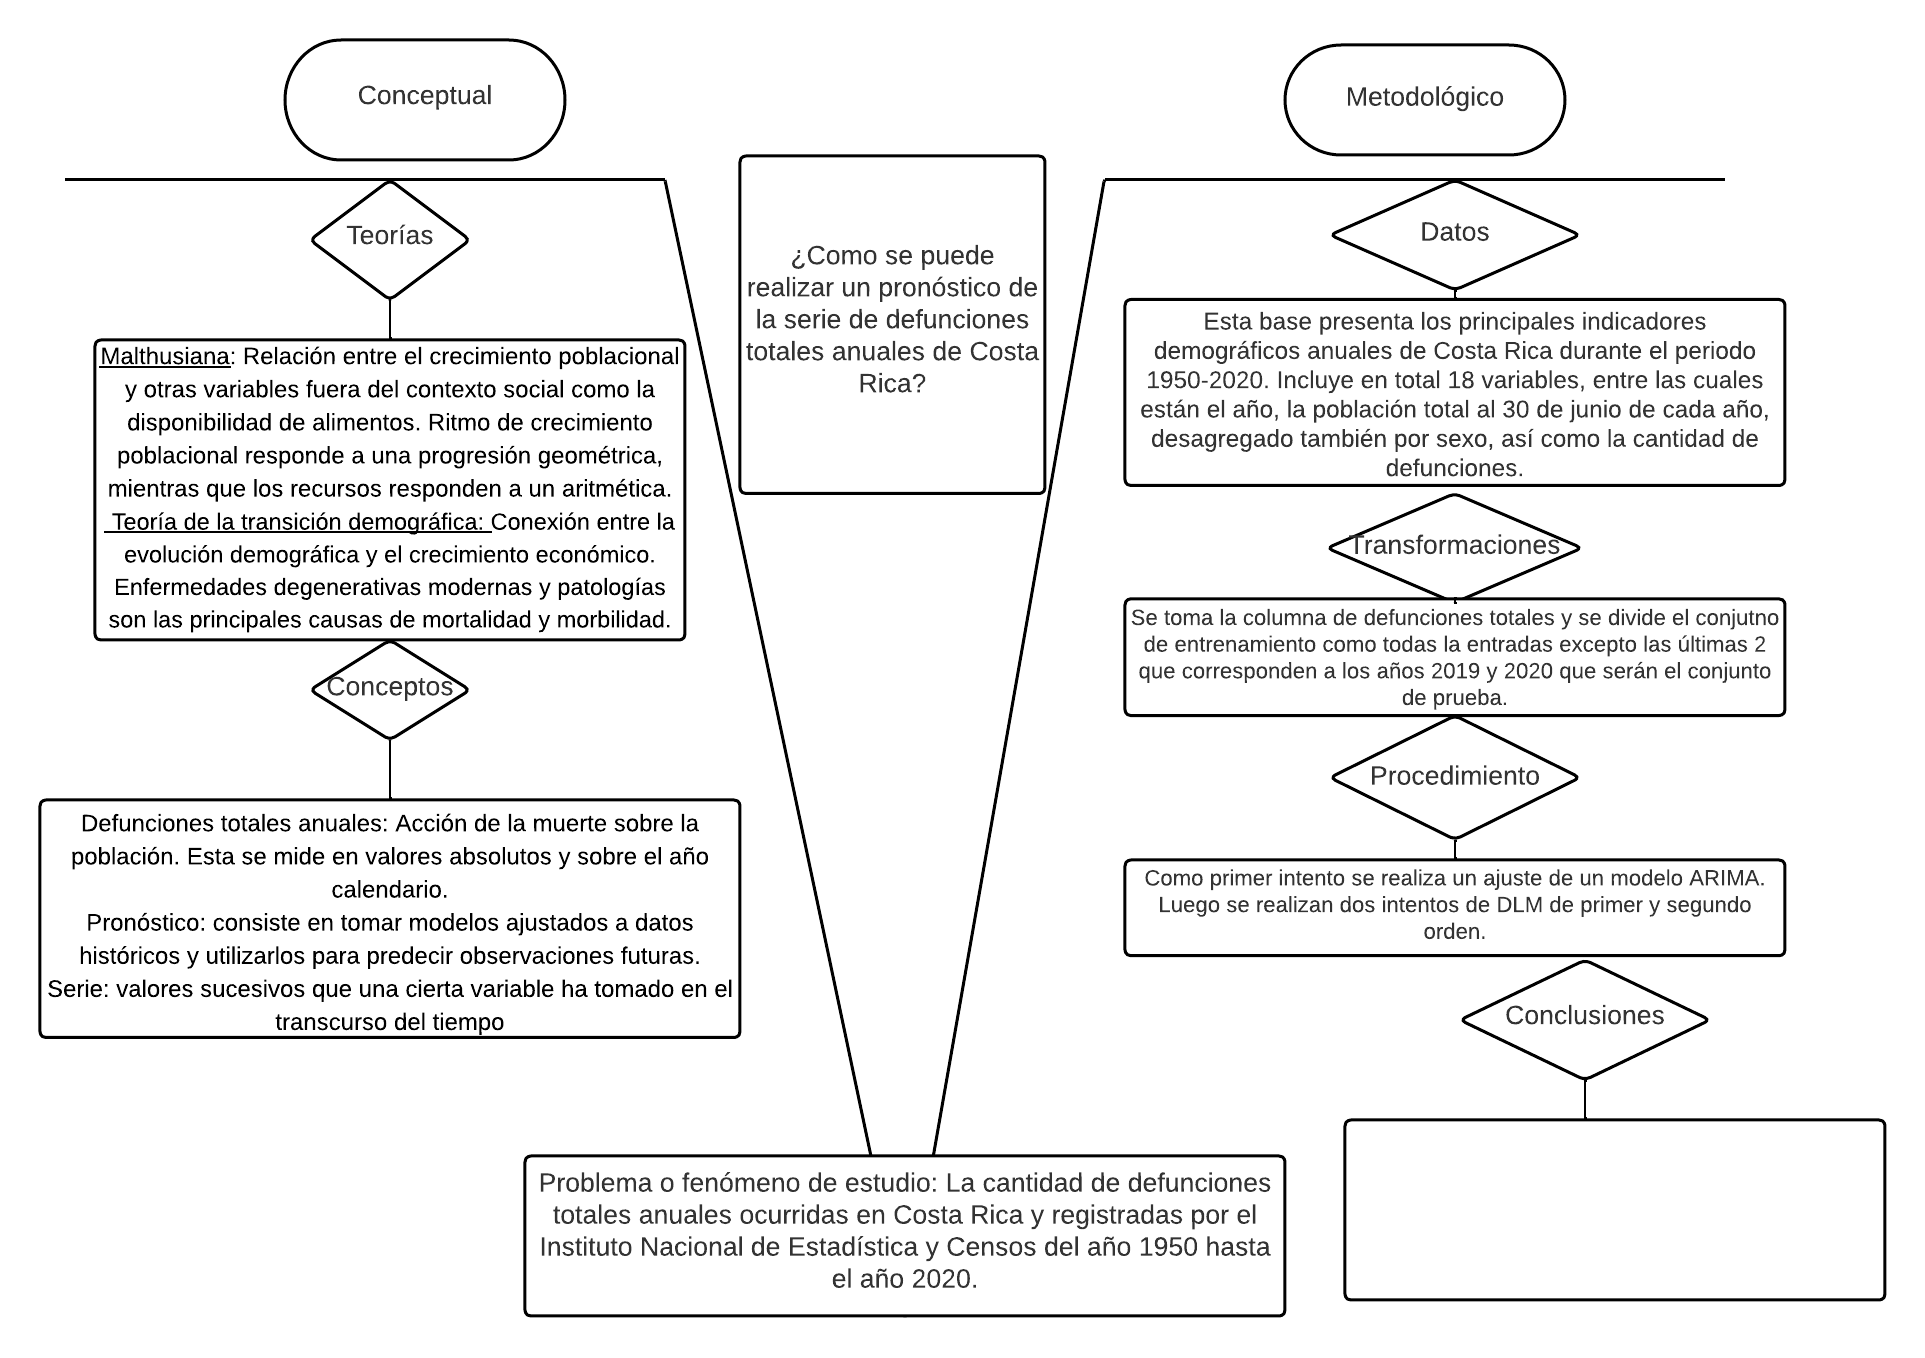 Conceptual
Teorías
Malthusiana: Relación entre el crecimiento poblacional
y otras variables fuera del contexto social como la
disponibilidad de alimentos. Ritmo de crecimiento
poblacional responde a una progresión geométrica,
mientras que los recursos responden a un aritmética.
Teoría de la transición demográfica: Conexión entre la
evolución demográfica y el crecimiento económico.
Enfermedades degenerativas modernas y patologías
son las principales causas de mortalidad y morbilidad.
Conceptos
Defunciones totales anuales: Acción de la muerte sobre la
población. Esta se mide en valores absolutos y sobre el año
calendario.
Pronóstico: consiste en tomar modelos ajustados a datos
históricos y utilizarlos para predecir observaciones futuras.
Serie: valores sucesivos que una cierta variable ha tomado en el
transcurso del tiempo
¿Como se puede
realizar un pronóstico de
la serie de defunciones
totales anuales de Costa
Rica?
Metodológico
Datos
Esta base presenta los principales indicadores
demográficos anuales de Costa Rica durante el periodo
1950-2020. Incluye en total 18 variables, entre las cuales
están el año, la población total al 30 de junio de cada año,
desagregado también por sexo, así como la cantidad de
defunciones.
Transformaciones
Se toma la columna de defunciones totales y se divide el conjutno
de entrenamiento como todas la entradas excepto las últimas 2
que corresponden a los años 2019 y 2020 que serán el conjunto
de prueba.
Procedimiento
Como primer intento se realiza un ajuste de un modelo ARIMA.
Luego se realizan dos intentos de DLM de primer y segundo
orden.
Conclusiones
Problema o fenómeno de estudio: La cantidad de defunciones
totales anuales ocurridas en Costa Rica y registradas por el
Instituto Nacional de Estadística y Censos del año 1950 hasta
el año 2020.